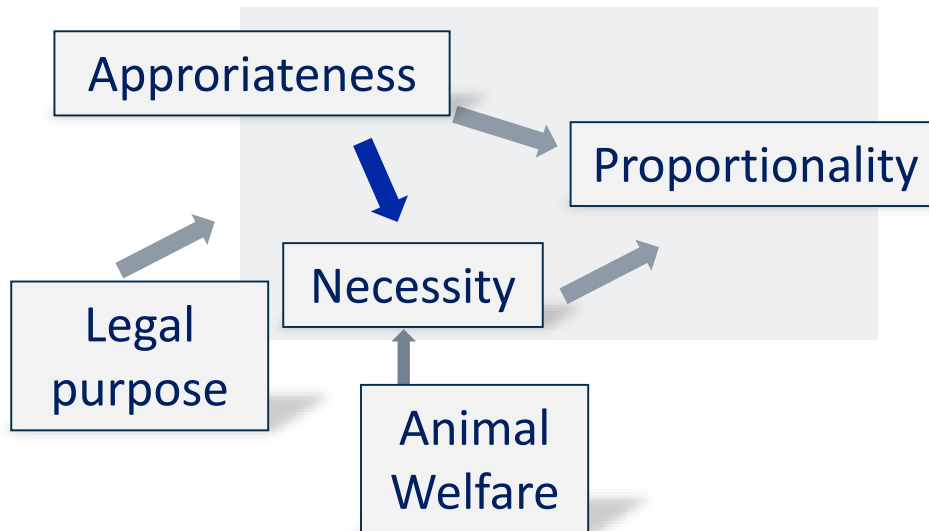 Approriateness
Proportionality
Necessity
Legal
purpose
Animal
Welfare